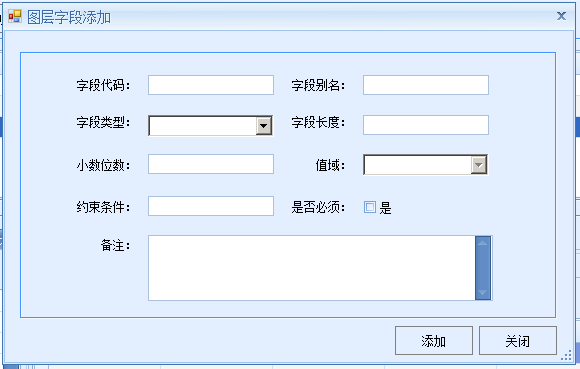 图层字段添加
字段代码： 字段别名：
字段类型： 字段长度：
小数位数： 值域：
约束条件： 是否必须： 是
备注：
添加 关闭